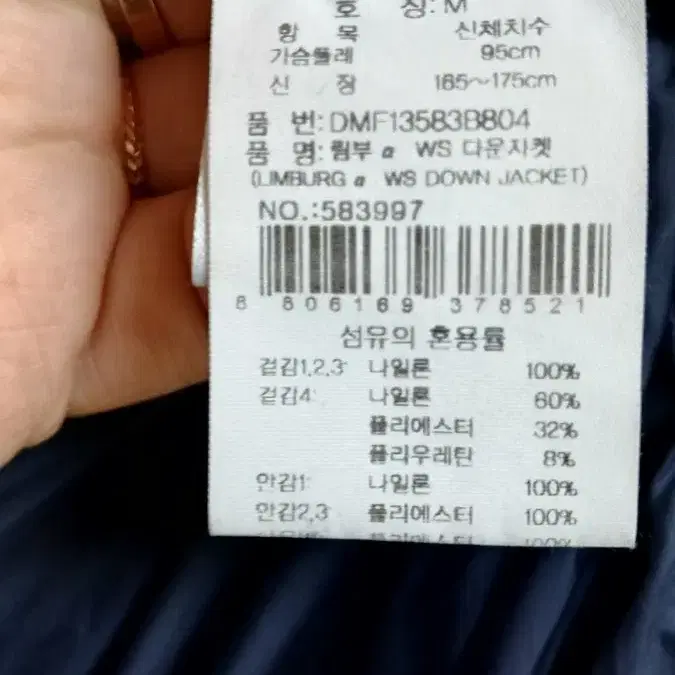 호 칭:M
항 목 신체치수
가슴둘레 95cm
신 장 165~175cm
품 번:DMF13583B804
품 명:림부α WS 다운자켓
(LIMBURG α WS DOWN JACKET)
NO.:583997
8 806169 378521
섬유의 혼용률
겉감1,2,3: 나일론 100%
겉감4: 나일론 60%
폴리에스터 32%
폴리우레탄 8%
안감1: 나일론 100%
안감2,3: 폴리에스터 100%